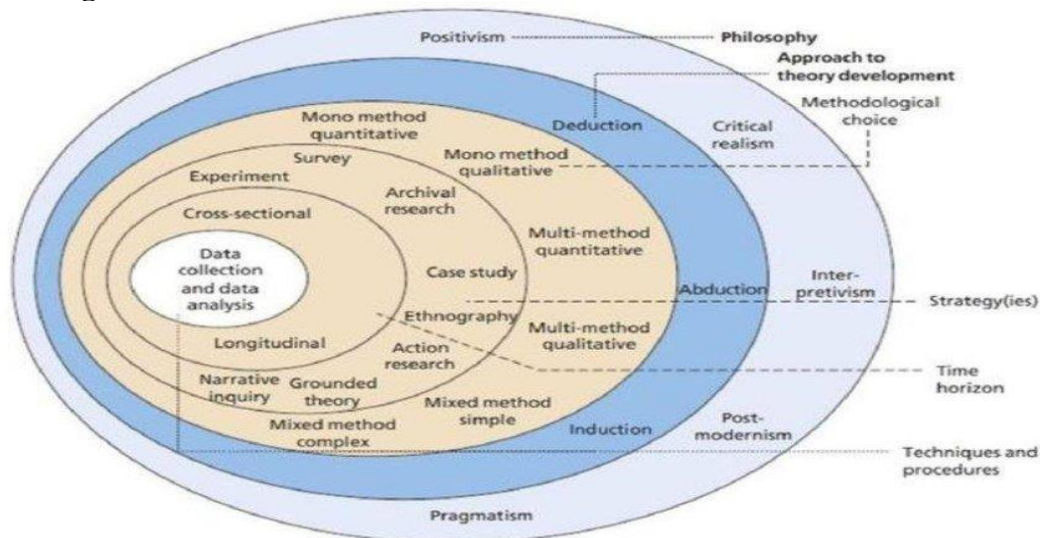 Positivism
Philosophy
Approach to
theory development
Methodological
choice
Mono method
quantitative
Deduction
Critical
realism
Survey
Mono method
qualitative
Experiment
Archival
research
Cross-sectional
Multi-method
quantitative
Data
collection
and data
analysis
Case study
Abduction
Inter-
pretivism
Strategy(ies)
Ethnography
Multi-method
qualitative
Longitudinal
Action
research
Time
horizon
Narrative
inquiry
Grounded
theory
Mixed method
simple
Mixed method
complex
Induction
Post-
modernism
Techniques and
procedures
Pragmatism